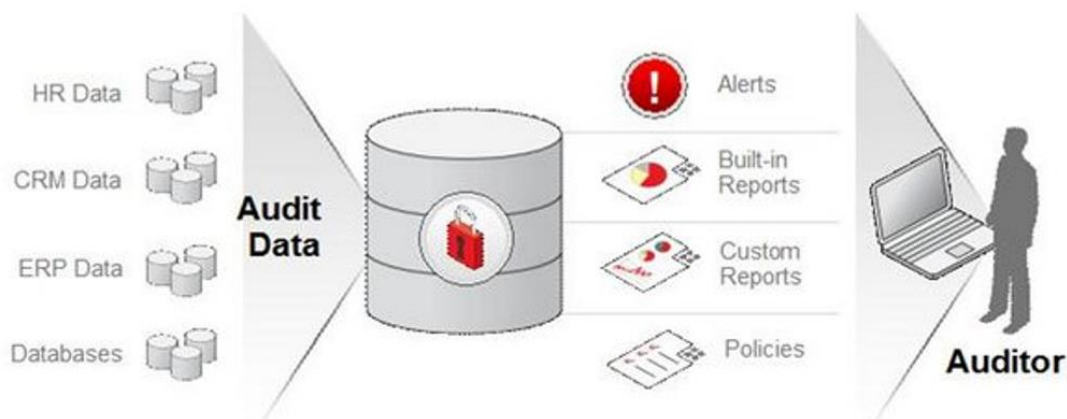 HR Data
CRM Data
ERP Data
Databases
Audit
Data
Alerts
Built-in
Reports
Custom
Reports
Policies
Auditor